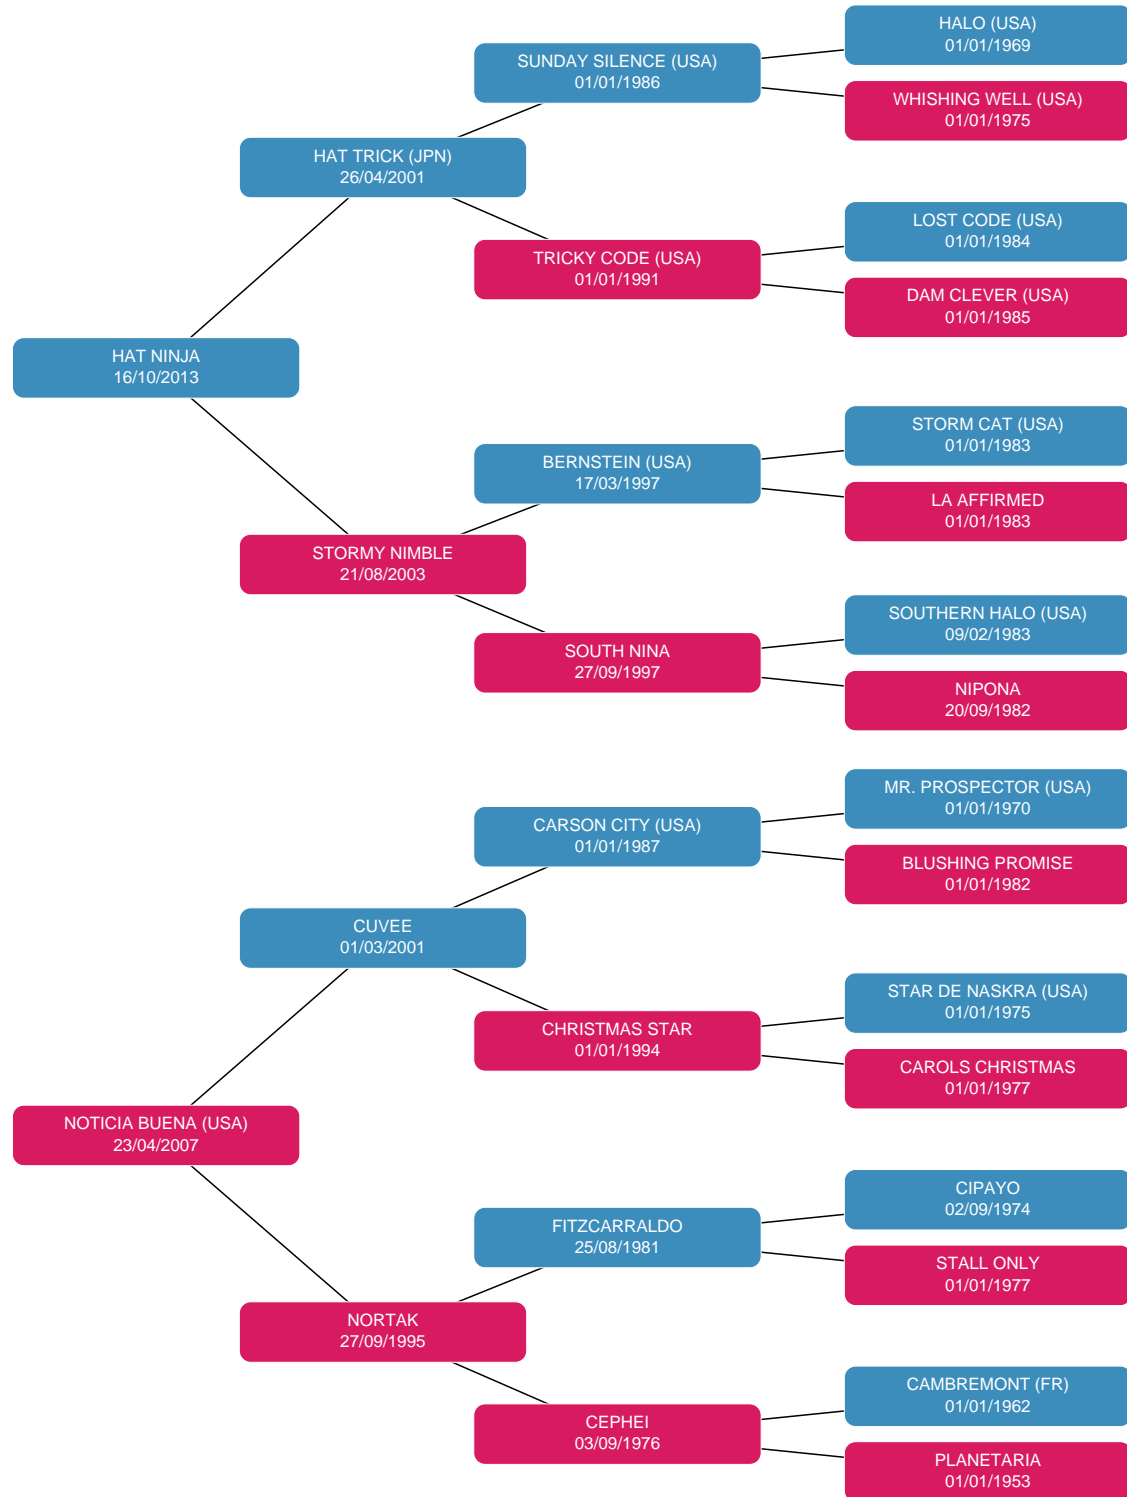 HALO (USA)
01/01/1969
SUNDAY SILENCE (USA)
01/01/1986
WHISHING WELL (USA)
01/01/1975
HAT TRICK (JPN)
26/04/2001
LOST CODE (USA)
01/01/1984
TRICKY CODE (USA)
01/01/1991
DAM CLEVER (USA)
01/01/1985
HAT NINJA
16/10/2013
STORM CAT (USA)
01/01/1983
BERNSTEIN (USA)
17/03/1997
LA AFFIRMED
01/01/1983
STORMY NIMBLE
21/08/2003
SOUTHERN HALO (USA)
09/02/1983
SOUTH NINA
27/09/1997
NIPONA
20/09/1982
MR. PROSPECTOR (USA)
01/01/1970
CARSON CITY (USA)
01/01/1987
BLUSHING PROMISE
01/01/1982
CUVEE
01/03/2001
STAR DE NASKRA (USA)
01/01/1975
CHRISTMAS STAR
01/01/1994
CAROLS CHRISTMAS
01/01/1977
NOTICIA BUENA (USA)
23/04/2007
CIPAYO
02/09/1974
FITZCARRALDO
25/08/1981
STALL ONLY
01/01/1977
NORTAK
27/09/1995
CAMBREMONT (FR)
01/01/1962
CEPHEI
03/09/1976
PLANETARIA
01/01/1953